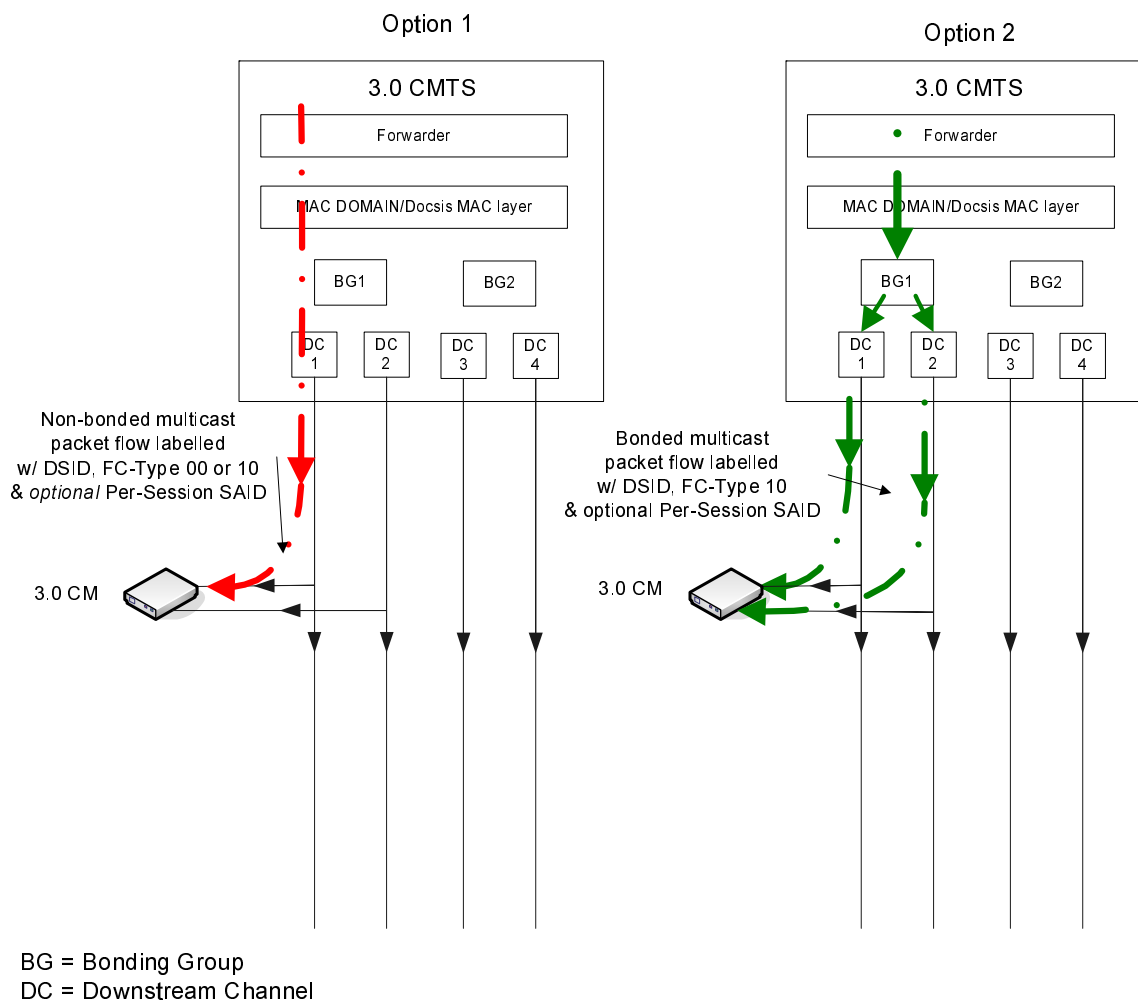 Option 1
3.0 CMTS
Forwarder
MAC DOMAIN/Docsis MAC layer
BG1
BG2
DC
1
DC
2
DC
3
DC
4
Non-bonded multicast
packet flow labelled
w/ DSID, FC-Type 00 or 10
& optional Per-Session SAID
3.0 CM
Option 2
3.0 CMTS
Forwarder
MAC DOMAIN/Docsis MAC layer
BG1
BG2
DC
1
DC
2
DC
3
DC
4
Bonded multicast
packet flow labelled
w/ DSID, FC-Type 10
& optional Per-Session SAID
3.0 CM
BG = Bonding Group
DC = Downstream Channel